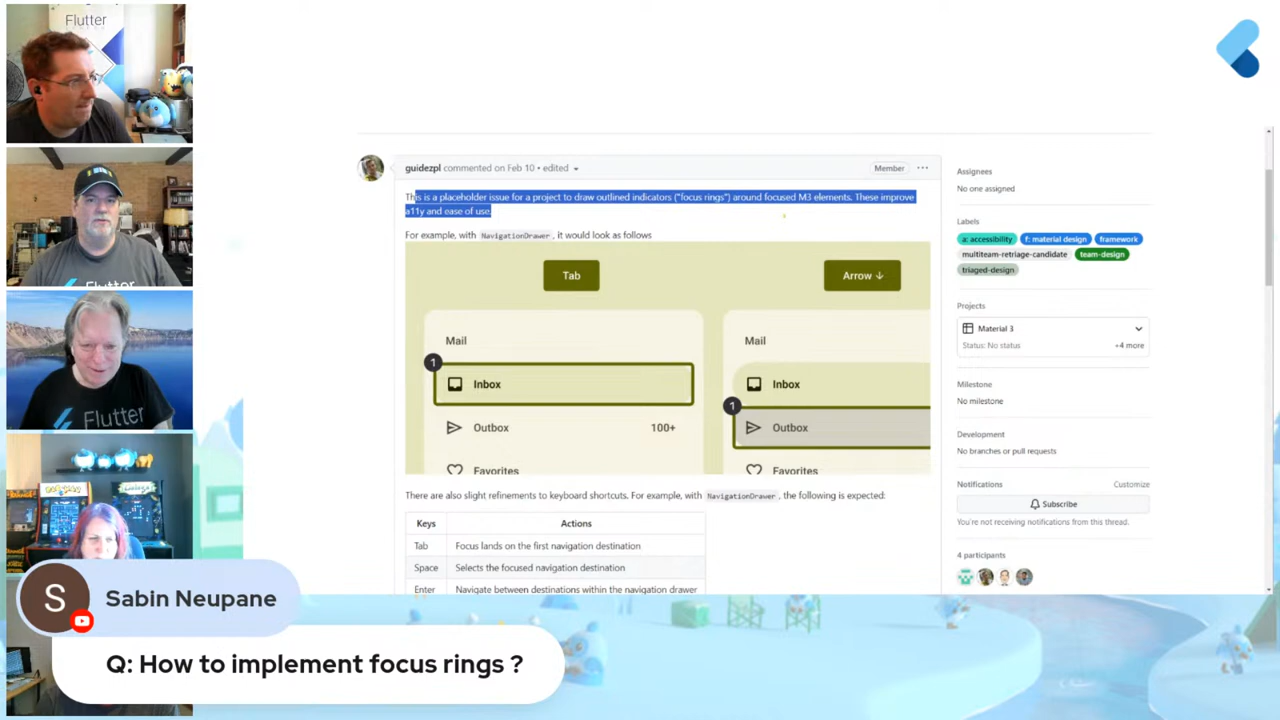 Flutter
Flutter
Flutter
guidezpl commented on Feb 10 • edited
Member
This is a placeholder issue for a project to draw outlined indicators ("focus rings") around focused M3 elements. These improve
a11y and ease of use.
For example, with NavigationDrawer, it would look as follows
Tab
Arrow ↓
Mail
1
Inbox
Outbox 100+
Favorites
Mail
Inbox
1
Outbox
Favorites
There are also slight refinements to keyboard shortcuts. For example, with NavigationDrawer, the following is expected:
Keys Actions
Tab Focus lands on the first navigation destination
Space Selects the focused navigation destination
Enter Navigate between destinations within the navigation drawer
Assignees
No one assigned
Labels
a: accessibility f: material design framework
multiteam-retriage-candidate team-design
triaged-design
Projects
Material 3
Status: No status +4 more
Milestone
No milestone
Development
No branches or pull requests
Notifications Customize
Subscribe
You're not receiving notifications from this thread.
4 participants
S
Sabin Neupane
Q: How to implement focus rings ?